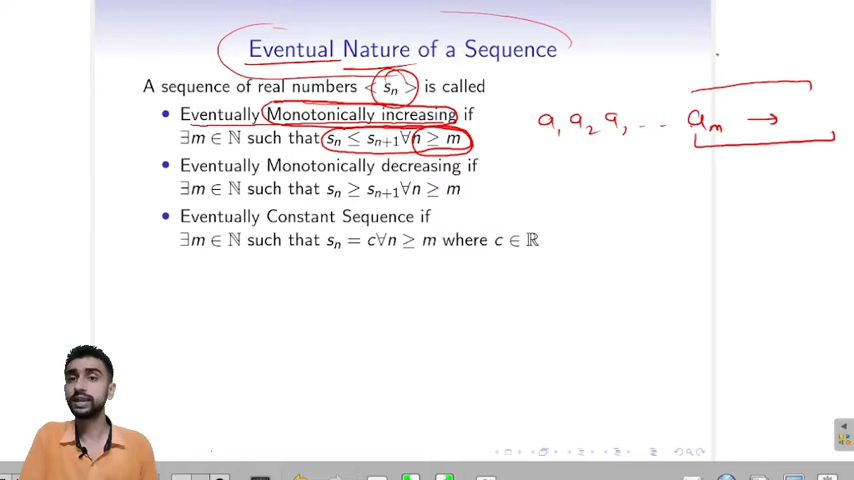 Eventual Nature of a Sequence
A sequence of real numbers < sₙ > is called
• Eventually Monotonically increasing if
∃m ∈ ℕ such that sₙ ≤ sₙ₊₁∀n ≥ m
• Eventually Monotonically decreasing if
∃m ∈ ℕ such that sₙ ≥ sₙ₊₁∀n ≥ m
• Eventually Constant Sequence if
∃m ∈ ℕ such that sₙ = c∀n ≥ m where c ∈ ℝ
a₁ a₂ a₃ ... aₘ →